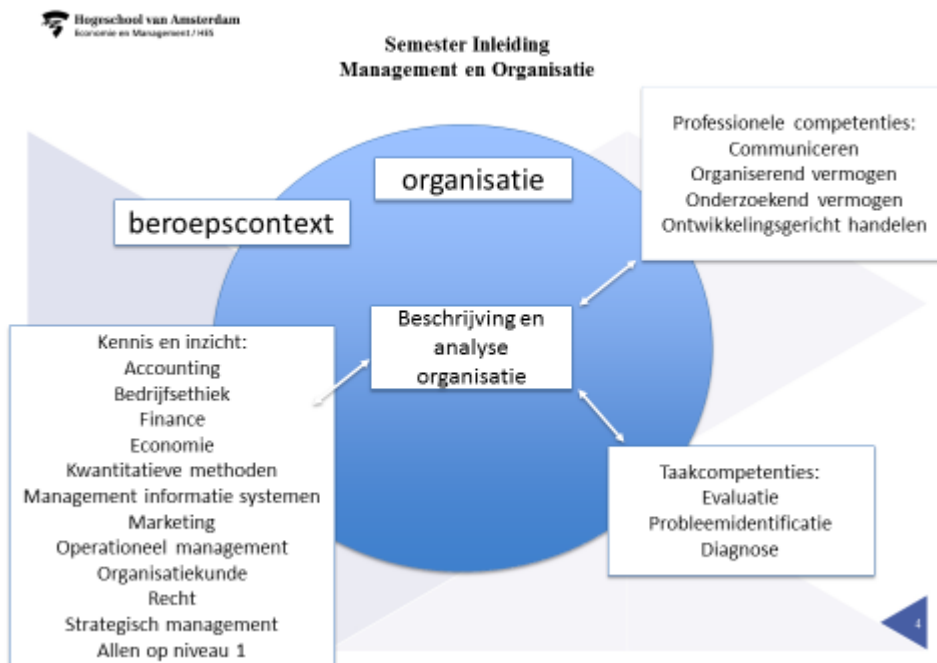 Hogeschool van Amsterdam
Economie en Management / HES
Semester Inleiding
Management en Organisatie
organisatie
beroepscontext
Professionele competenties:
Communiceren
Organiserend vermogen
Onderzoekend vermogen
Ontwikkelingsgericht handelen
Beschrijving en
analyse
organisatie
Kennis en inzicht:
Accounting
Bedrijfsethiek
Finance
Economie
Kwantitatieve methoden
Management informatie systemen
Marketing
Operationeel management
Organisatiekunde
Recht
Strategisch management
Allen op niveau 1
Taakcompetenties:
Evaluatie
Probleemidentificatie
Diagnose
4